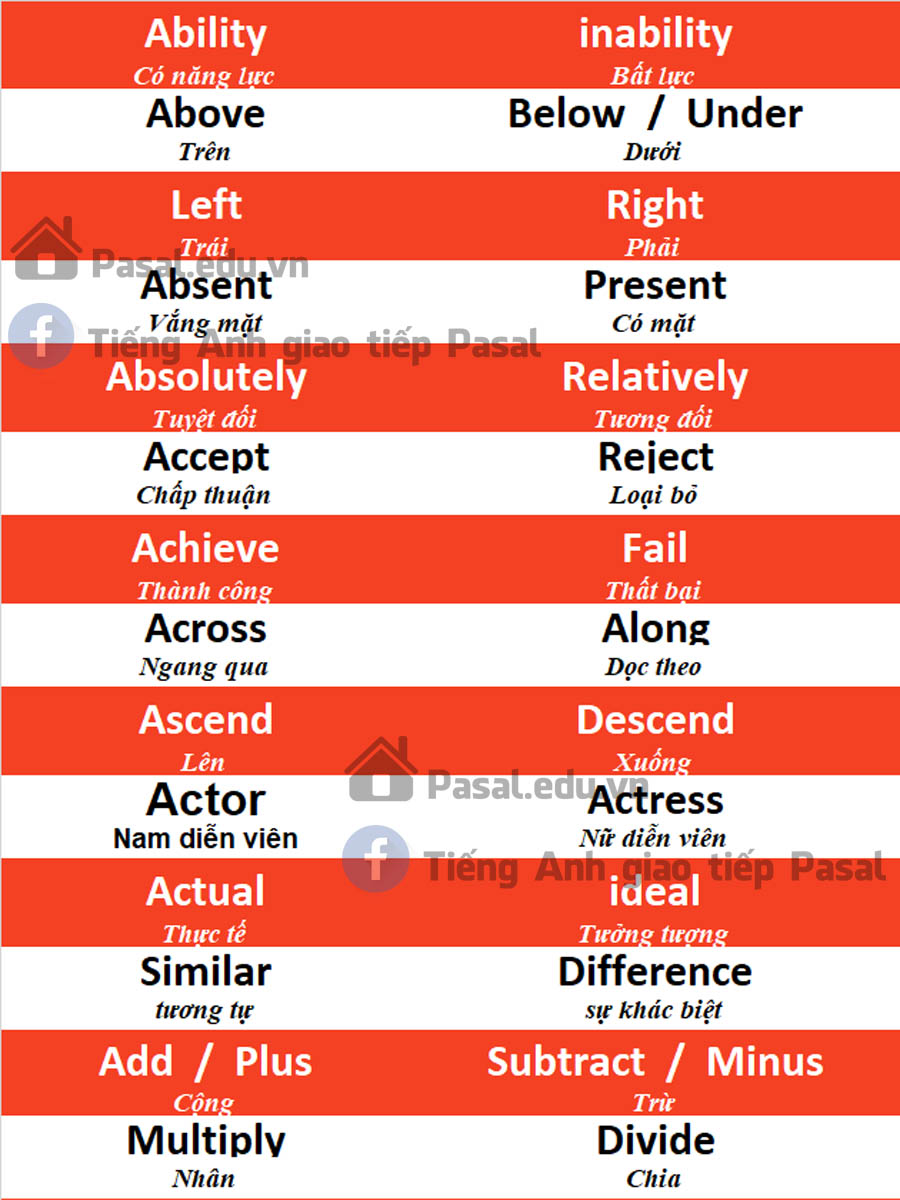 Ability inability
Có năng lực Bất lực
Above Below / Under
Trên Dưới
Left Right
Trái Phải
Pasal.edu.vn
Absent Present
Vắng mặt Có mặt
Tiếng Anh giao tiếp Pasal
Absolutely Relatively
Tuyệt đối Tương đối
Accept Reject
Chấp thuận Loại bỏ
Achieve Fail
Thành công Thất bại
Across Along
Ngang qua Dọc theo
Ascend Descend
Lên Xuống
Pasal.edu.vn
Actor Actress
Nam diễn viên Nữ diễn viên
Tiếng Anh giao tiếp Pasal
Actual ideal
Thực tế Tưởng tượng
Similar Difference
tương tự sự khác biệt
Add / Plus Subtract / Minus
Cộng Trừ
Multiply Divide
Nhân Chia